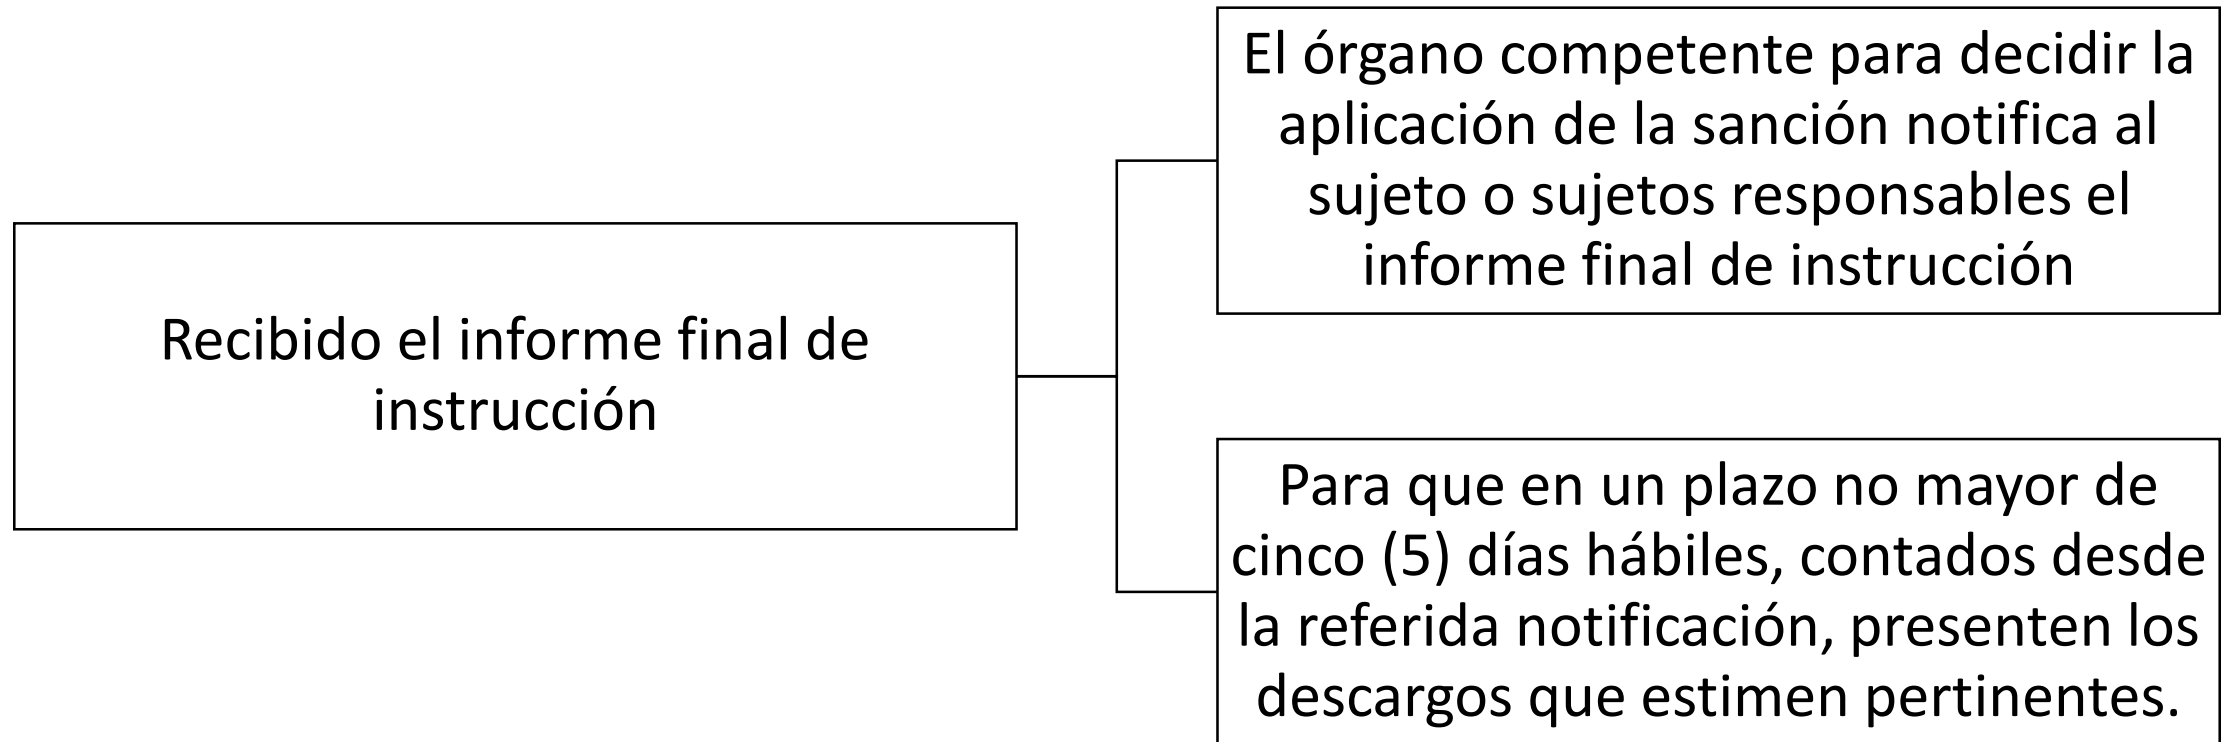 Recibido el informe final de
instrucción
El órgano competente para decidir la
aplicación de la sanción notifica al
sujeto o sujetos responsables el
informe final de instrucción
Para que en un plazo no mayor de
cinco (5) días hábiles, contados desde
la referida notificación, presenten los
descargos que estimen pertinentes.